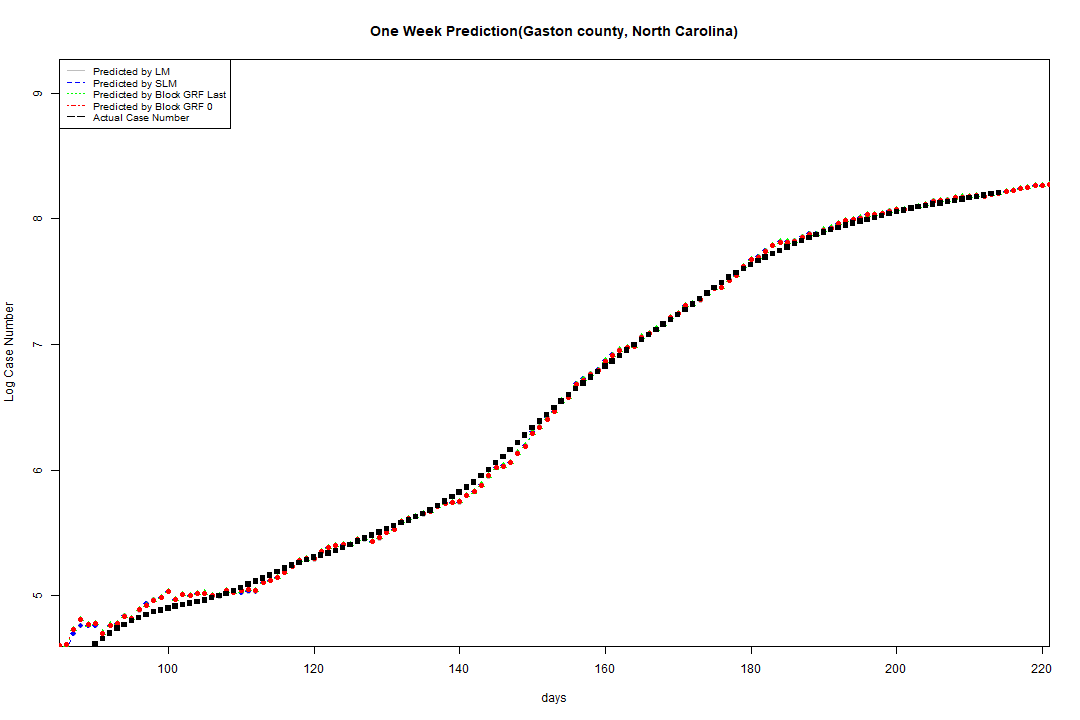 One Week Prediction(Gaston county, North Carolina)
Predicted by LM
Predicted by SLM
Predicted by Block GRF Last
Predicted by Block GRF 0
Actual Case Number
9
8
7
6
5
Log Case Number
100 120 140 160 180 200 220
days